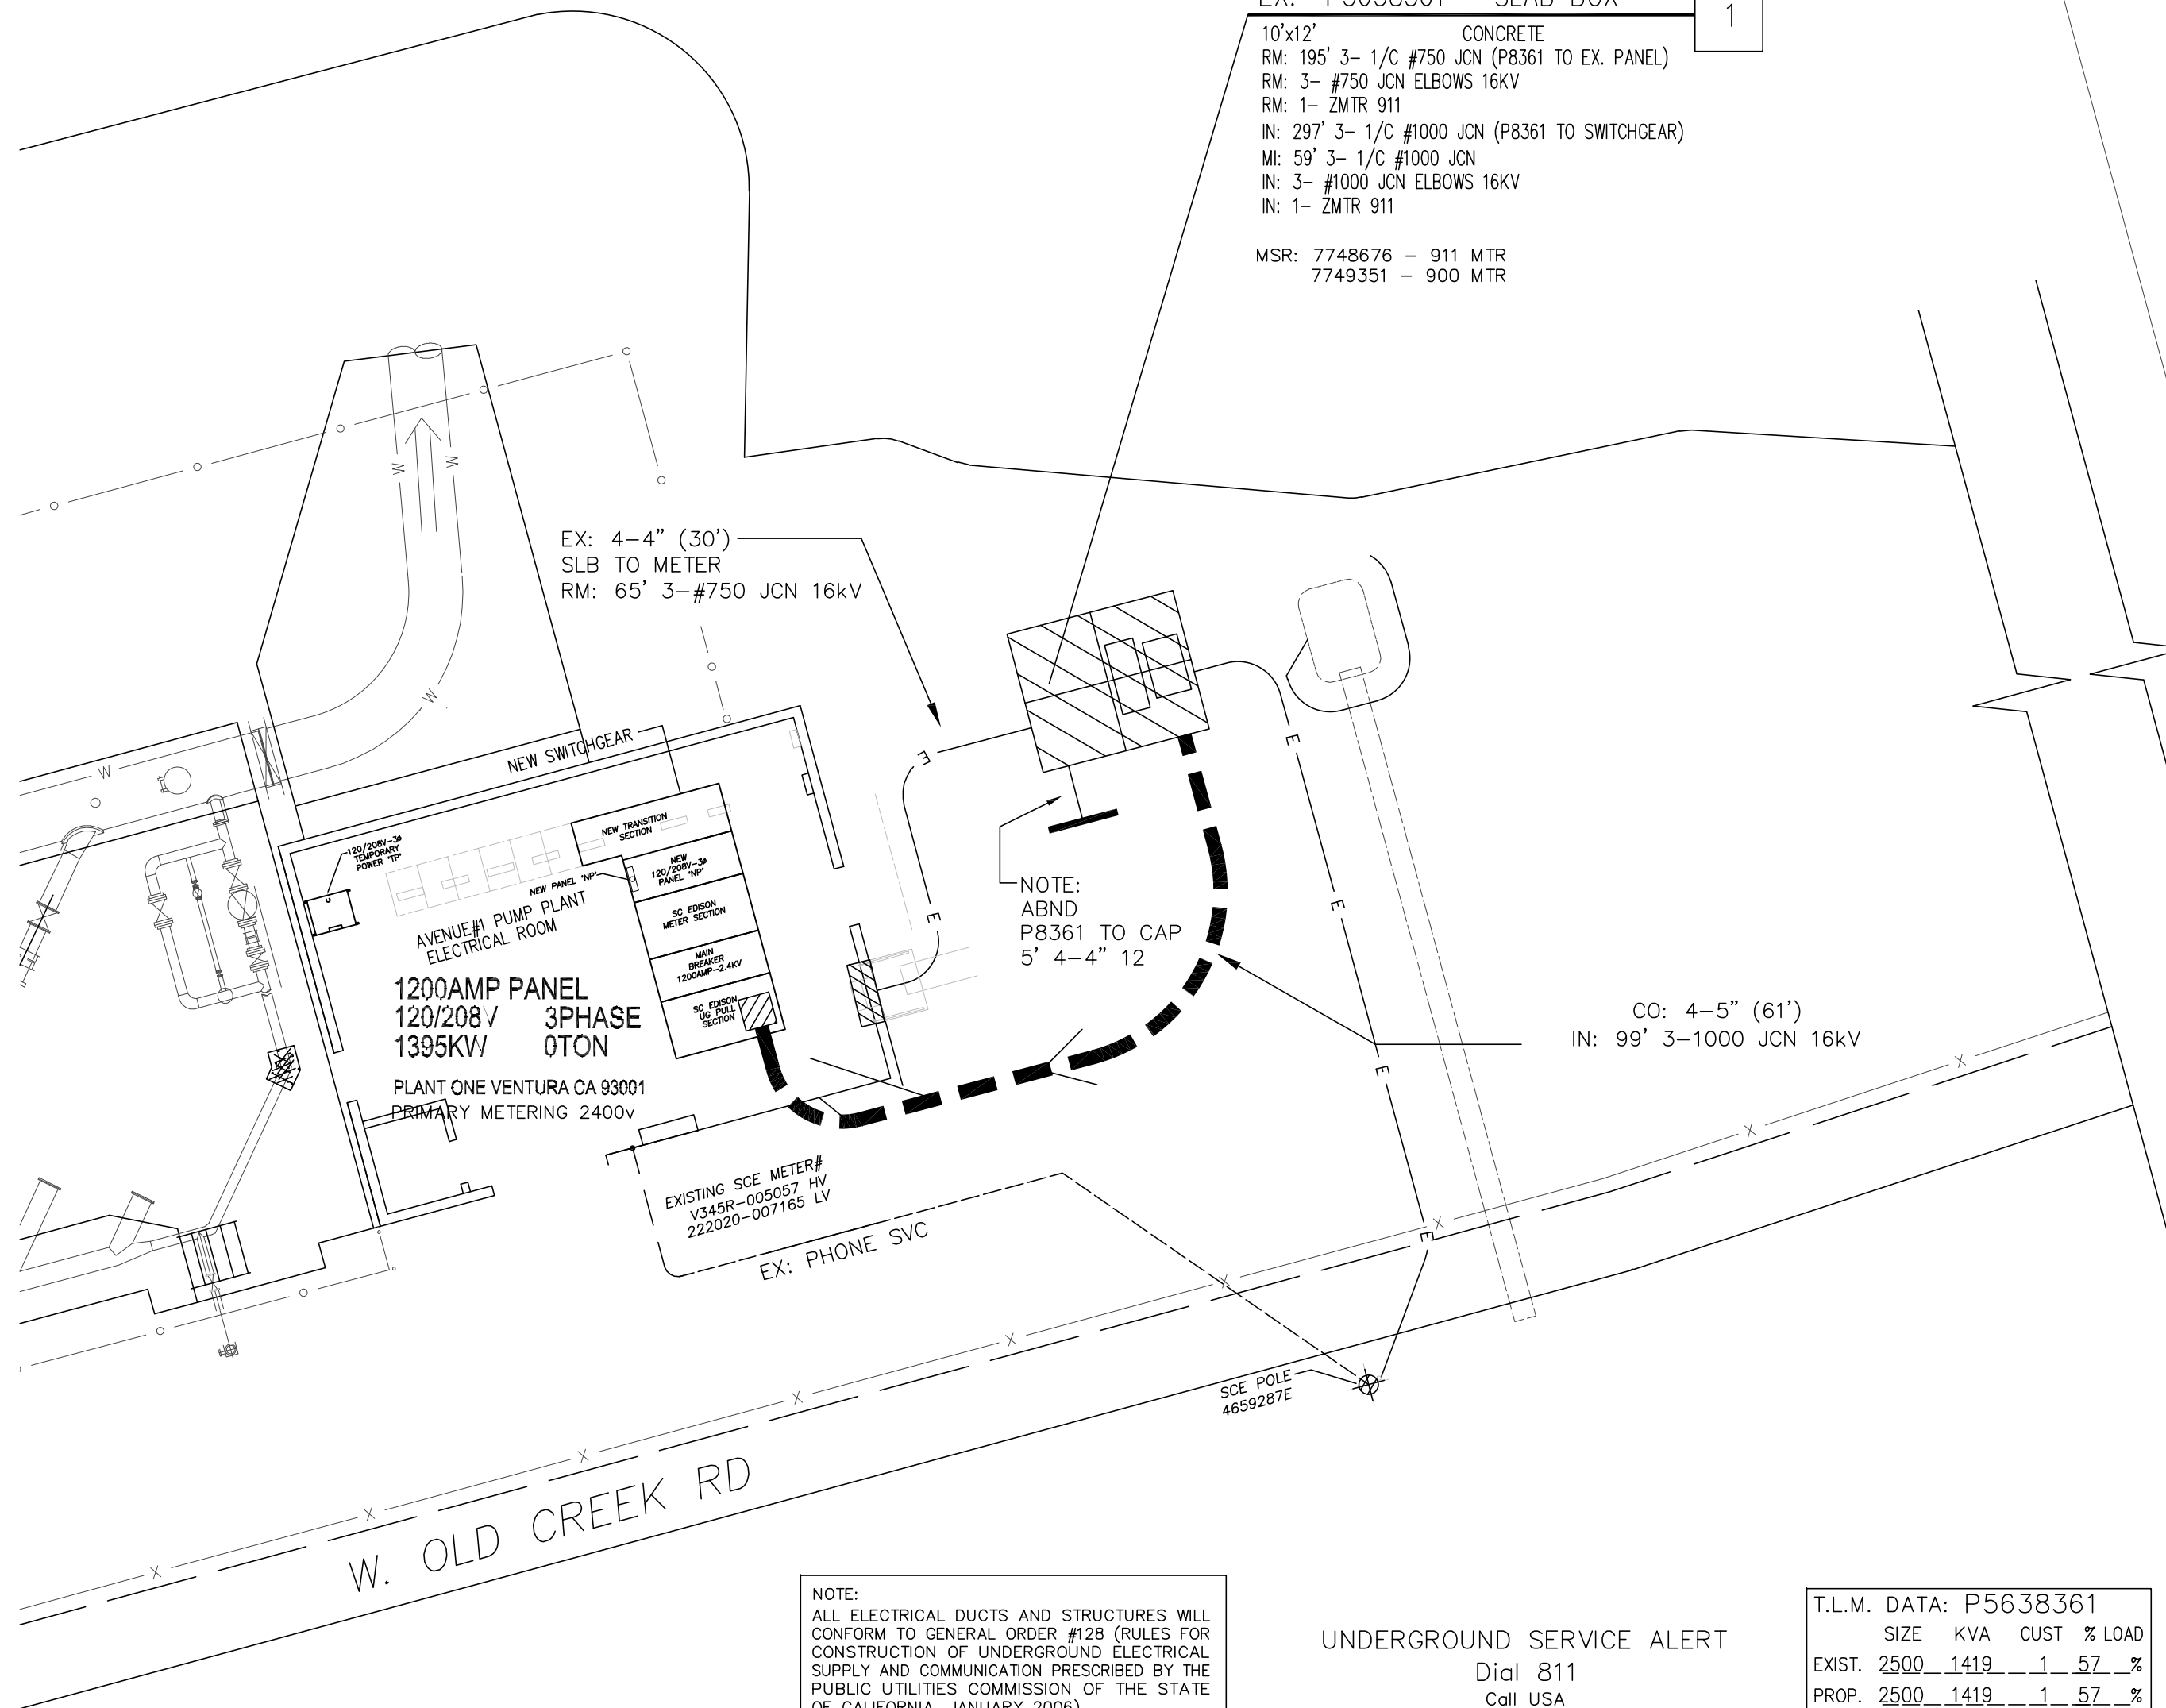 1
10'x12' CONCRETE
RM: 195' 3- 1/C #750 JCN (P8361 TO EX. PANEL)
RM: 3- #750 JCN ELBOWS 16KV
RM: 1- ZMTR 911
IN: 297' 3- 1/C #1000 JCN (P8361 TO SWITCHGEAR)
MI: 59' 3- 1/C #1000 JCN
IN: 3- #1000 JCN ELBOWS 16KV
IN: 1- ZMTR 911
MSR: 7748676 - 911 MTR
7749351 - 900 MTR
W
W
W
W
EX: 4-4" (30')
SLB TO METER
RM: 65' 3-#750 JCN 16kV
NEW SWITCHGEAR
E
E
E
E
E
E
120/208V-3ø
TEMPORARY
POWER 'TP'
NEW TRANSITION
SECTION
NEW
120/208V-3ø
PANEL 'NP'
NEW PANEL 'NP'
SC EDISON
METER SECTION
MAIN
BREAKER
1200AMP-2.4KV
SC EDISON
UG PULL
SECTION
AVENUE#1 PUMP PLANT
ELECTRICAL ROOM
1200AMP PANEL
120/208V 3PHASE
1395KW 0TON
PLANT ONE VENTURA CA 93001
PRIMARY METERING 2400v
NOTE:
ABND
P8361 TO CAP
5' 4-4" 12
CO: 4-5" (61')
IN: 99' 3-1000 JCN 16kV
EXISTING SCE METER#
V345R-005057 HV
222020-007165 LV
EX: PHONE SVC
SCE POLE
4659287E
W. OLD CREEK RD
NOTE:
ALL ELECTRICAL DUCTS AND STRUCTURES WILL
CONFORM TO GENERAL ORDER #128 (RULES FOR
CONSTRUCTION OF UNDERGROUND ELECTRICAL
SUPPLY AND COMMUNICATION PRESCRIBED BY THE
PUBLIC UTILITIES COMMISSION OF THE STATE
OF CALIFORNIA, JANUARY 2006)
UNDERGROUND SERVICE ALERT
Dial 811
Call USA
T.L.M. DATA: P5638361
SIZE KVA CUST % LOAD
EXIST. 2500 1419 1 57 %
PROP. 2500 1419 1 57 %